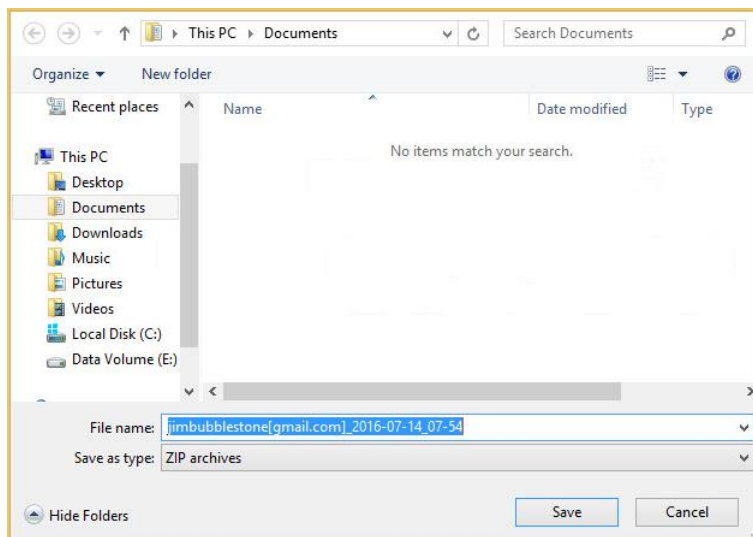 This PC Documents Search Documents
Organize New folder
Recent places
Name Date modified Type
No items match your search.
This PC
Desktop
Documents
Downloads
Music
Pictures
Videos
Local Disk (C:)
Data Volume (E:)
File name: jimbubblestone[gmail.com]_2016-07-14_07-54
Save as type: ZIP archives
Hide Folders Save Cancel